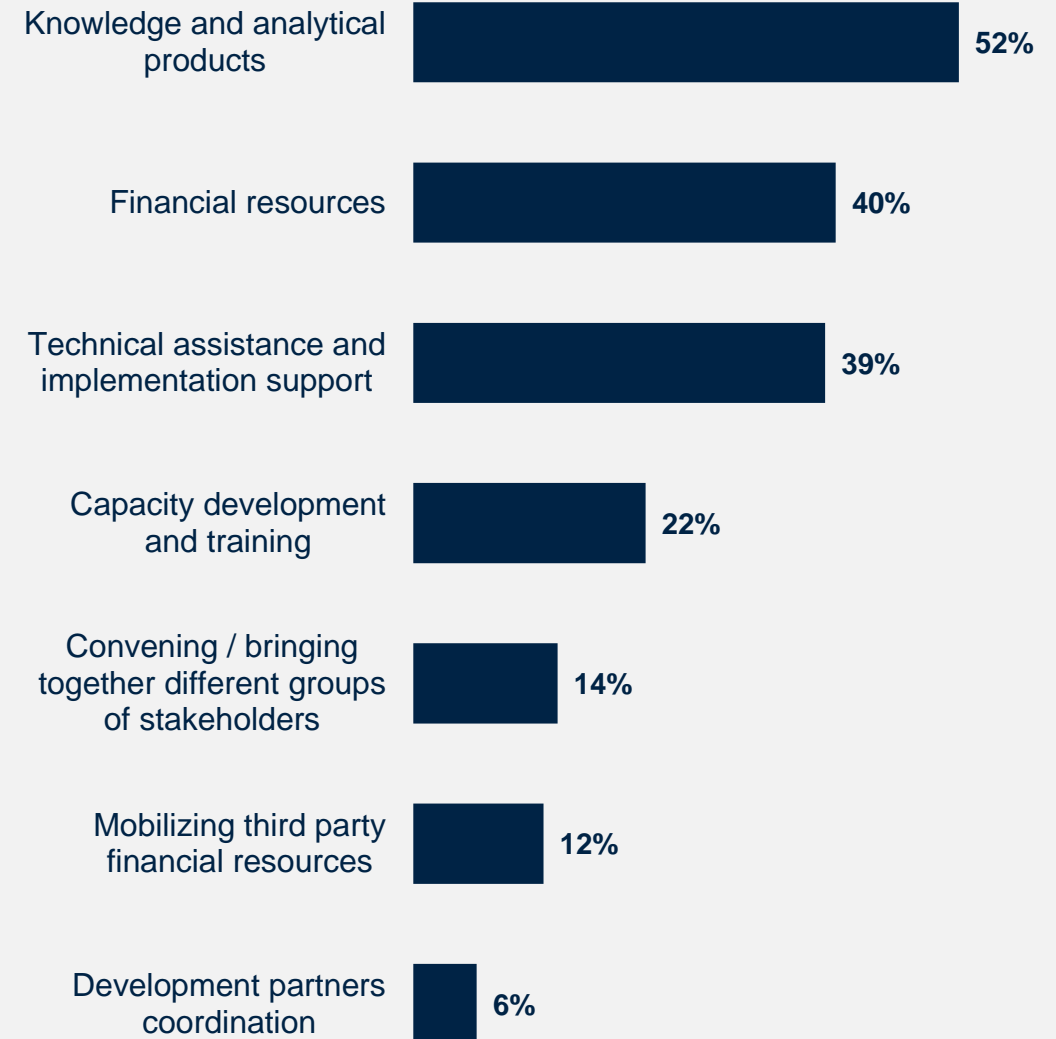 Knowledge and analytical
products
52%
Financial resources
40%
Technical assistance and
implementation support
39%
Capacity development
and training
22%
Convening / bringing
together different groups
of stakeholders
14%
Mobilizing third party
financial resources
12%
Development partners
coordination
6%